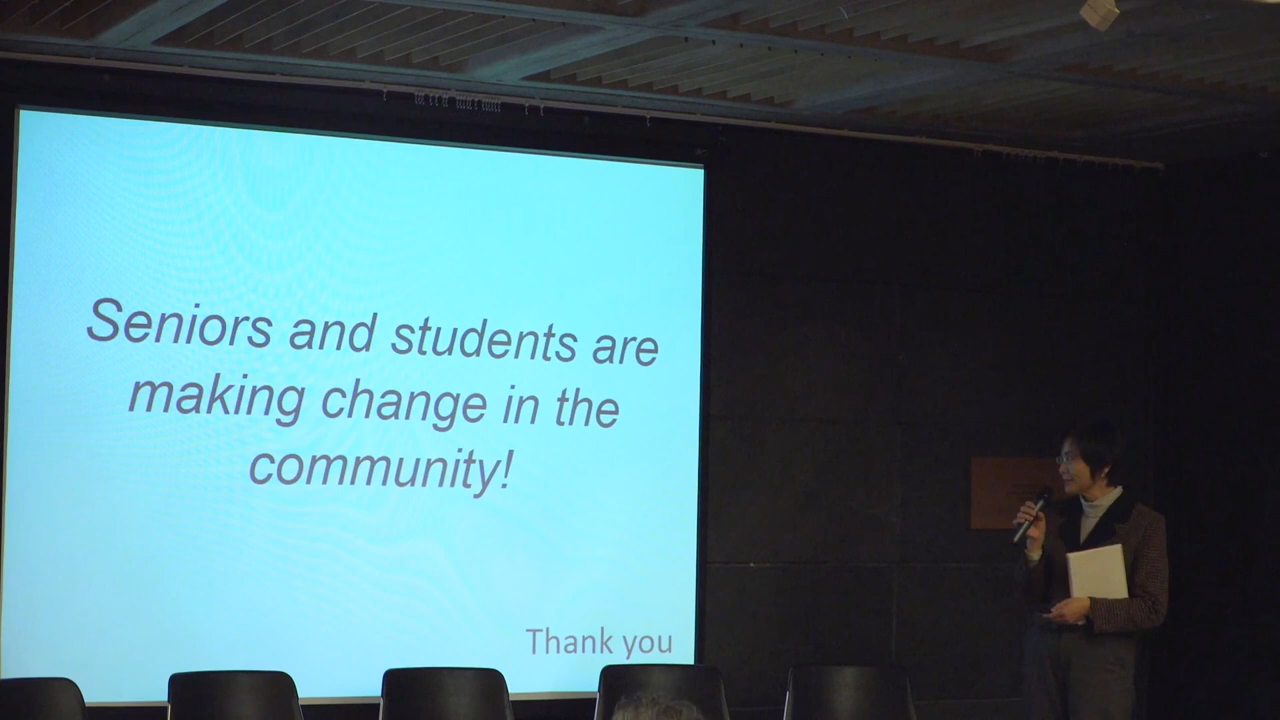 Seniors and students are
making change in the
community!
Thank you